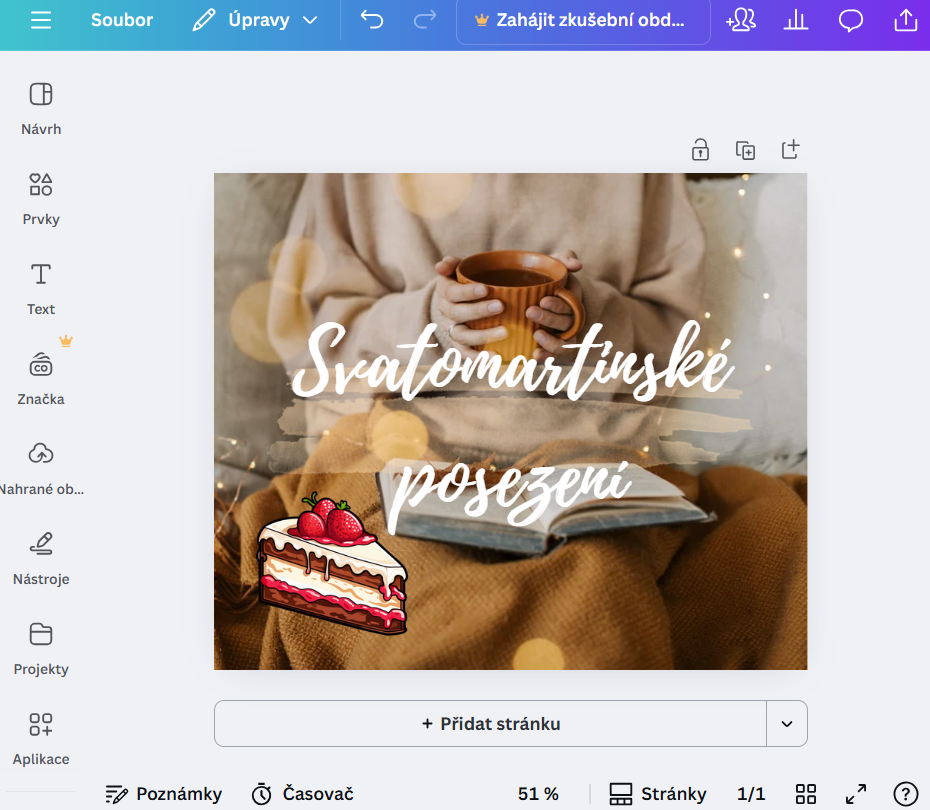 Soubor
Úpravy
Zahájit zkušební obd...
Návrh
Prvky
Text
Značka
CO
Nahrané ob...
Nástroje
Projekty
Aplikace
Svatomartinské
posezení
+ Přidat stránku
Poznámky
Časovač
51 %
Stránky
1/1
?